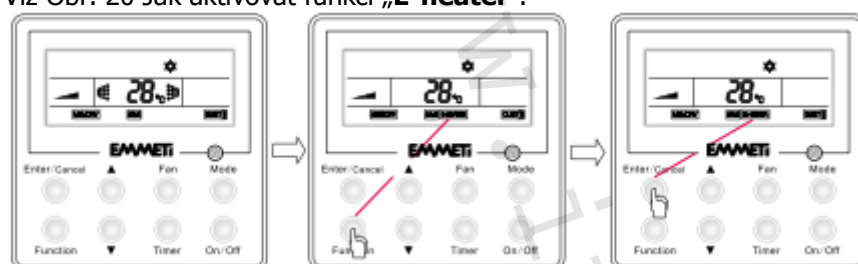 viz Obr. 20 Jak aktivovat funkci „E-heater“.
28°C
28°C
28°C
EMMETi
EMMETi
EMMETi
Enter/Cancel ▲ Fan Mode
Enter/Cancel ▲ Fan Mode
Enter/Cancel ▲ Fan Mode
Function ▼ Timer On/Off
Function ▼ Timer On/Off
Function ▼ Timer On/Off